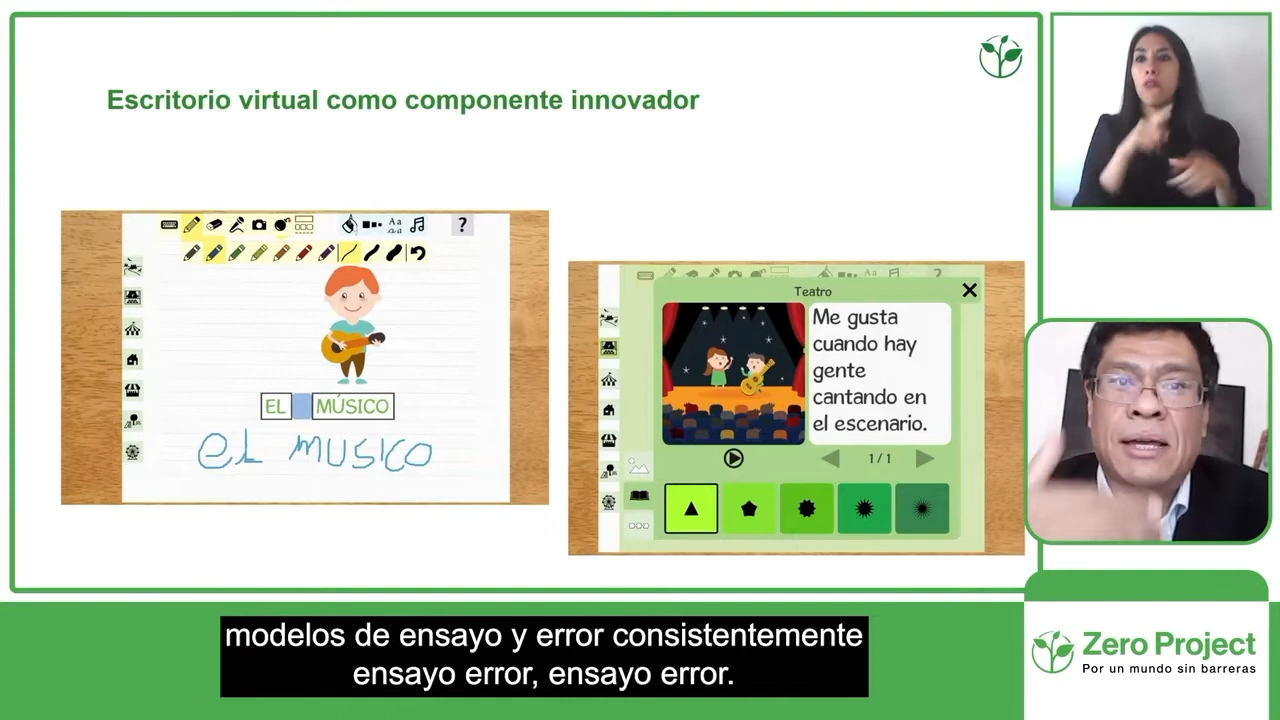 Escritorio virtual como componente innovador
Aa
?
EL MÚSICO
el musico
Teatro
Me gusta
cuando hay
gente
cantando en
el escenario.
1/1
modelos de ensayo y error consistentemente
ensayo error, ensayo error.
Zero Project
Por un mundo sin barreras